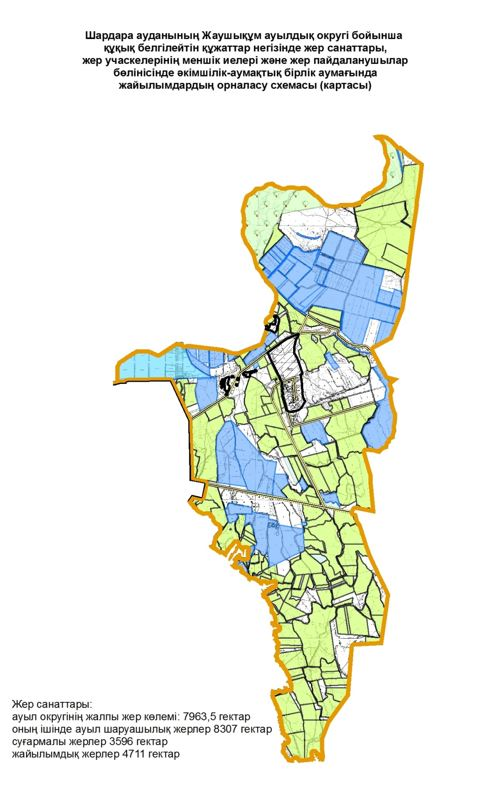 Шардара ауданының Жаушықұм ауылдық округі бойынша
құқық белгілейтін құжаттар негізінде жер санаттары,
жер учаскелерінің меншік иелері және жер пайдаланушылар
бөлінісінде әкімшілік-аумақтық бірлік аумағында
жайылымдардың орналасу схемасы (картасы)
Жер санаттары:
ауыл округінің жалпы жер көлемі: 7963,5 гектар
оның ішінде ауыл шаруашылық жерлер 8307 гектар
суғармалы жерлер 3596 гектар
жайылымдық жерлер 4711 гектар